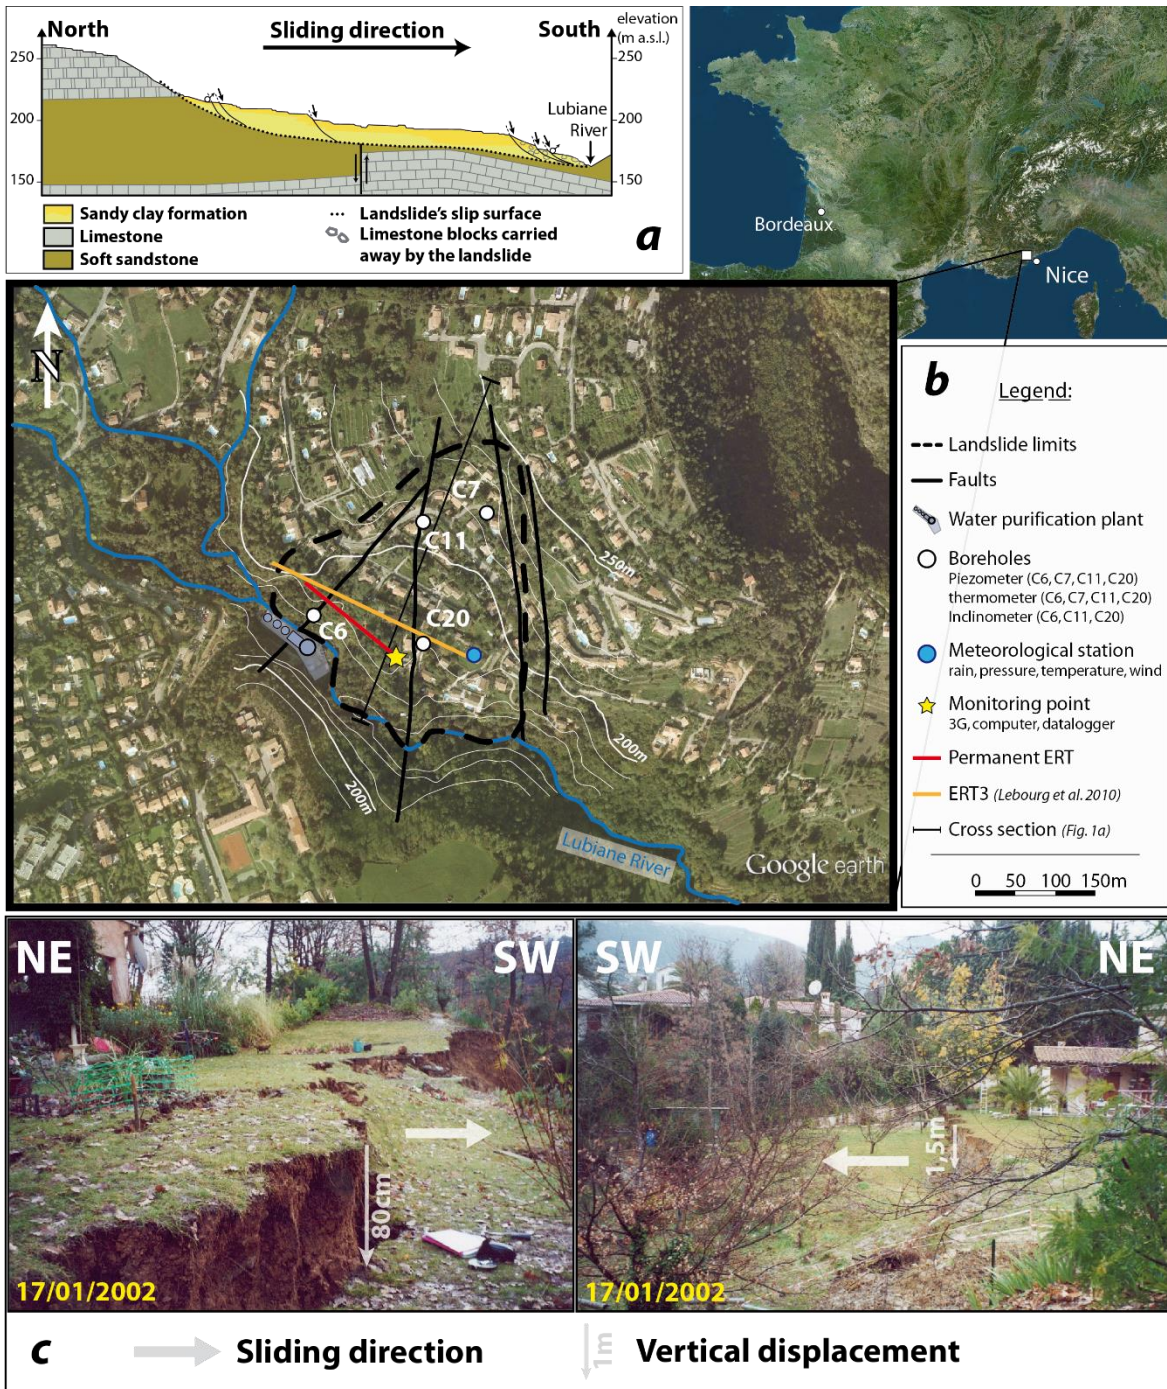 North
Sliding direction
South
elevation
(m a.s.l.)
250
250
200
200
150
150
Lubiane
River
Sandy clay formation
Limestone
Soft sandstone
Landslide's slip surface
Limestone blocks carried
away by the landslide
a
Bordeaux
Nice
N
C7
C11
C6
C20
250m
200m
200m
Lubiane River
Google earth
b
Legend:
Landslide limits
Faults
Water purification plant
Boreholes
Piezometer (C6, C7, C11, C20)
thermometer (C6, C7, C11, C20)
Inclinometer (C6, C11, C20)
Meteorological station
rain, pressure, temperature, wind
Monitoring point
3G, computer, datalogger
Permanent ERT
ERT3 (Lebourg et al. 2010)
Cross section (Fig. 1a)
0 50 100 150m
NE
SW
80cm
17/01/2002
SW
NE
1,5m
17/01/2002
c
Sliding direction
1m
Vertical displacement